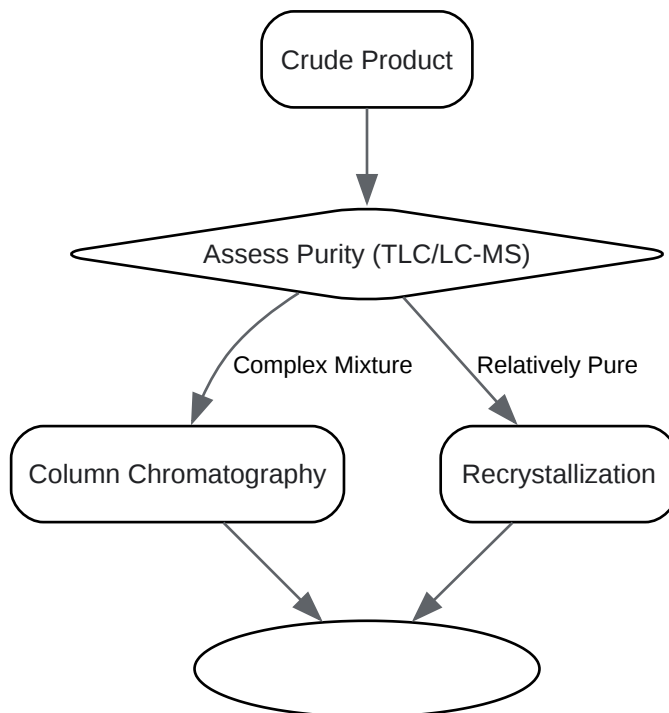 Crude Product
Assess Purity (TLC/LC-MS)
Complex Mixture
Relatively Pure
Column Chromatography
Recrystallization